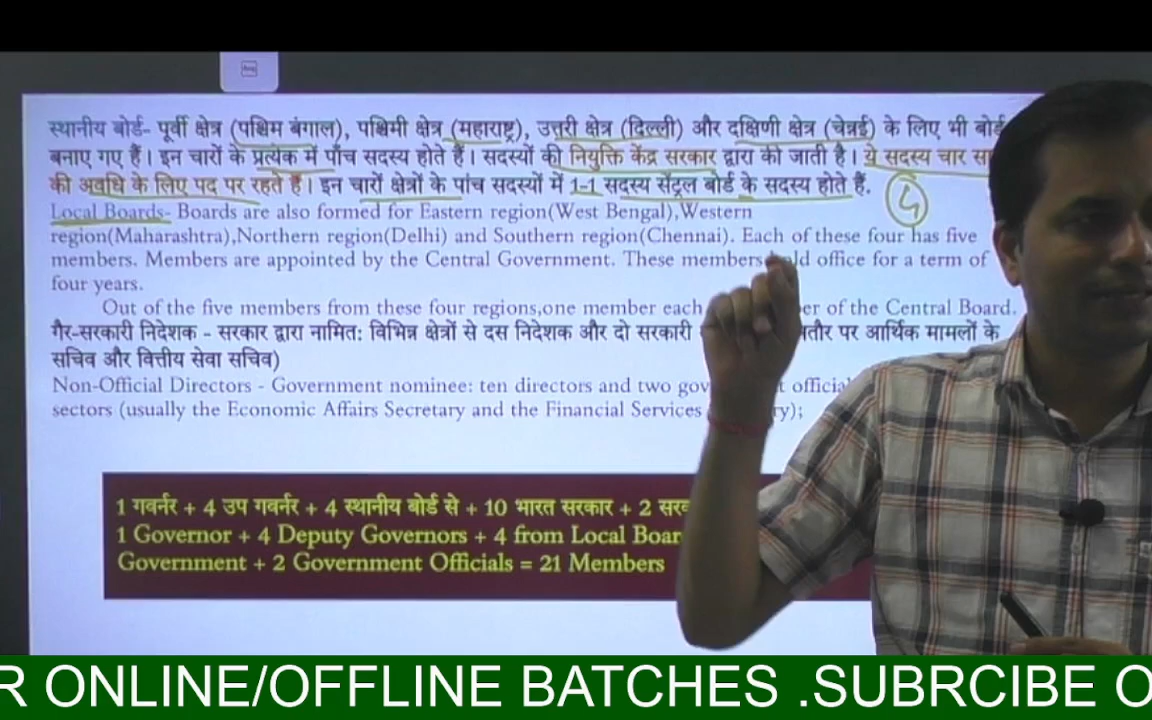 स्थानीय बोर्ड- पूर्वी क्षेत्र (पश्चिम बंगाल), पश्चिमी क्षेत्र (महाराष्ट्र), उत्तरी क्षेत्र (दिल्ली) और दक्षिणी क्षेत्र (चेन्नई) के लिए भी बोर्ड
बनाए गए हैं। इन चारों के प्रत्येक में पाँच सदस्य होते हैं। सदस्यों की नियुक्ति केंद्र सरकार द्वारा की जाती है। ये सदस्य चार
की अवधि के लिए पद पर रहते हैं। इन चारों क्षेत्रों के पांच सदस्यों में 1-1 सदस्य सेंट्रल बोर्ड के सदस्य होते हैं.
4
Local Boards- Boards are also formed for Eastern region(West Bengal),Western
region(Maharashtra),Northern region(Delhi) and Southern region(Chennai). Each of these four has five
members. Members are appointed by the Central Government. These members office for a term of
four years.
Out of the five members from these four regions,one member each of the Central Board.
गैर-सरकारी निदेशक - सरकार द्वारा नामित: विभिन्न क्षेत्रों से दस निदेशक और दो सरकारी पर आर्थिक मामलों के
सचिव और वित्तीय सेवा सचिव)
Non-Official Directors - Government nominee: ten directors and two
sectors (usually the Economic Affairs Secretary and the Financial Services
1 गवर्नर + 4 उप गवर्नर + 4 स्थानीय बोर्ड से + 10 भारत सरकार + 2
1 Governor + 4 Deputy Governors + 4 from Local
Government + 2 Government Officials = 21 Members
R ONLINE/OFFLINE BATCHES .SUBRCIBE O